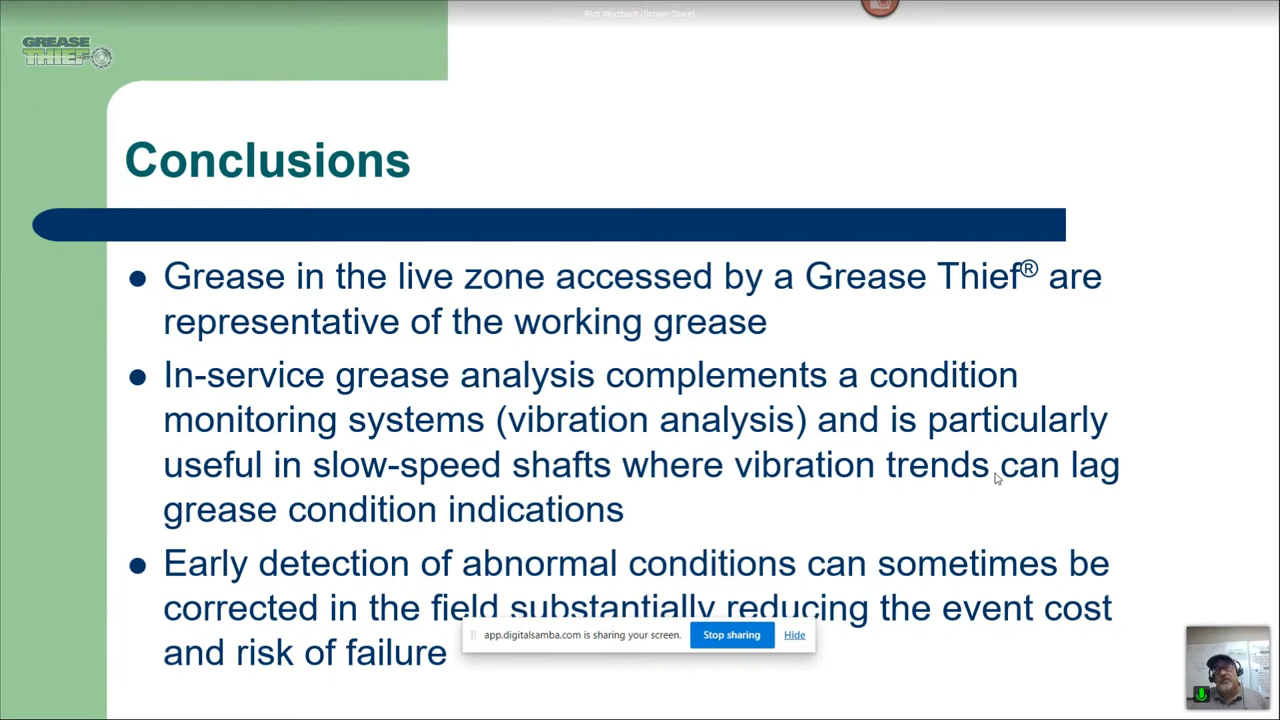 Rich Wurzbach (Screen Share)
GREASE
THIEF
Conclusions
● Grease in the live zone accessed by a Grease Thief® are
representative of the working grease
● In-service grease analysis complements a condition
monitoring systems (vibration analysis) and is particularly
useful in slow-speed shafts where vibration trends can lag
grease condition indications
● Early detection of abnormal conditions can sometimes be
corrected in the field substantially reducing the event cost
and risk of failure
app.digitalsamba.com is sharing your screen. Stop sharing Hide